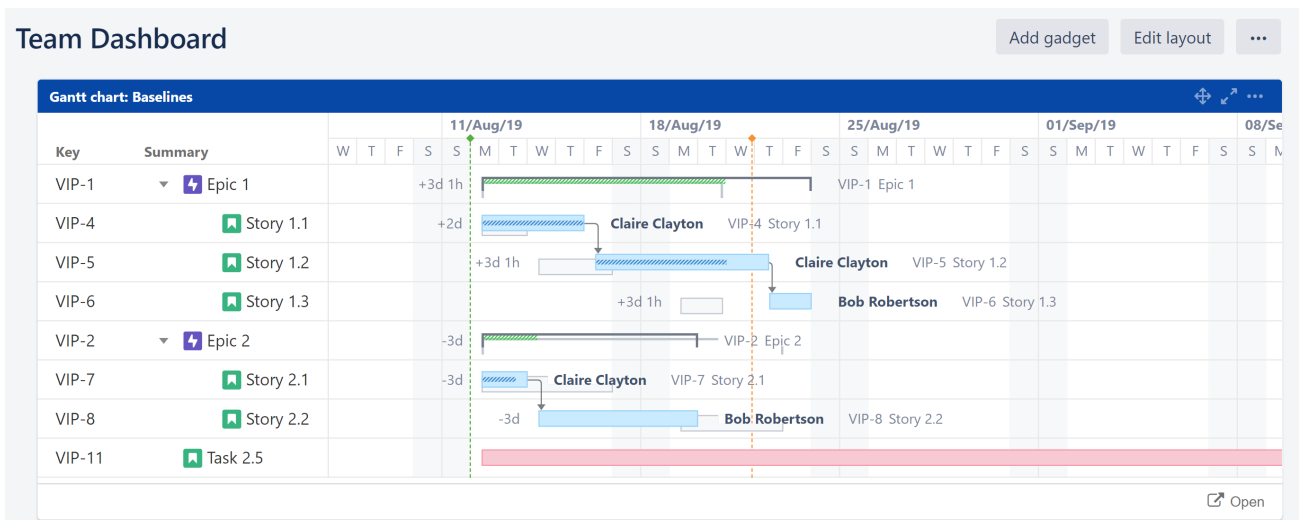 Team Dashboard Add gadget Edit layout ...
Gantt chart: Baselines
11/Aug/19 18/Aug/19 25/Aug/19 01/Sep/19 08/Se
Key Summary W T F S S M T W T F S S M T W T F S S M T W T F S S M T W T F S S M
VIP-1 Epic 1 +3d 1h VIP-1 Epic 1
VIP-4 Story 1.1 +2d Claire Clayton VIP-4 Story 1.1
VIP-5 Story 1.2 +3d 1h Claire Clayton VIP-5 Story 1.2
VIP-6 Story 1.3 +3d 1h Bob Robertson VIP-6 Story 1.3
VIP-2 Epic 2 -3d VIP-2 Epic 2
VIP-7 Story 2.1 -3d Claire Clayton VIP-7 Story 2.1
VIP-8 Story 2.2 -3d Bob Robertson VIP-8 Story 2.2
VIP-11 Task 2.5
Open